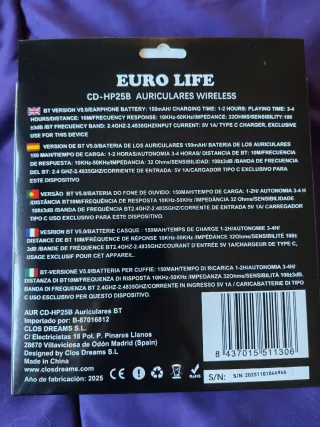 EURO LIFE
CD-HP25B AURICULARES WIRELESS
BT VERSION V5.0/EARPHONE BATTERY: 150mAH/ CHARGING TIME: 1-2 HOURS: PLAYING TIME: 3-4
HOURS/DISTANCE: 10M/FREQUENCY RESPONSE: 10KHz-50KHz/IMPEDANCE: 32OHMS/SENSIBILITY:108
±3dB /BT FREQUENCY BAND: 2.4GHZ-2.4835GHZ/INPUT CURRENT: 5V 1A/ TYPE C CHARGER, EXCLUSIVE
USE FOR THIS DEVICE
VERSIÓN DE BT V5.0/BATERIA DE LOS AURICULARES 150mAH/ BATERIA DE LOS AURICULARES
150 MAH/TIEMPO DE CARGA: 1-2 HORAS/AUTONOMIA 3-4 HORAS/ DISTANCIA DE BT: 10M/FRECUENCIA
DE RESPUESTA: 10KHz-50KHz/IMPEDANCIA: 32 OHMS/SENSIBILIDAD: 108±3dB /BANDA DE FRECUENCIA
DEL BT: 2.4 GHZ-2.4835GHZ/CORRIENTE DE ENTRADA: 5V 1A/CARGADOR TIPO C EXCLUSIVO PARA
ESTE DISPOSITIVO
VERSÃO BT V5.0/BATERIA DO FONE DE OUVIDO: 150MAH/TEMPO DE CARGA: 1-2H/ AUTONOMIA 3-4 H
/DISTÂNCIA BT10M/FREQUÊNCIA DE RESPOSTA 10KHz-50KHz /IMPEDÂNCIA 32 Ohms/SENSIBILIDADE
108±3dB /BANDA DE FREQUÊNCIA BT2.4GHZ-2.4835GHZ/CORRENTE DE ENTRADA 5V 1A/ CARREGADOR
TIPO C EXCLUSIVO PARA ESTE DISPOSITIVO.
VERSION BT V5.0/BATTERIE CASQUE : 150MAH/TEMPS DE CHARGE 1-2H/AUTONOMIE 3-4H/
DISTANCE DE BT 10M/RÉPONSE EN FRÉQUENCE 10KHz-50KHz /IMPÉDANCE 32OHMS/SENSIBILITÉ 108±
3dB /BANDE DE FRÉQUENCE BT2.4GHZ-2.4835GHZ/COURANT D'ENTRÉE 5V 1A/CHARGEUR DE TYPE C,
USAGE EXCLUSIF POUR CET APPAREIL
BT-VERSIONE V5.0/BATTERIA PER CUFFIE: 150MAH/TEMPO DI RICARICA 1-2H/AUTONOMIA 3-4H/
DISTANZA DI BT10M/FREQUENZA DI RISPOSTA 10KHz-50KHz /IMPEDENZA 32OHMS/SENSIBILITÀ 108±3dB/
BANDA DI FREQUENZA BT2.4GHZ-2.4835GHZ/CORRENTE DI INGRESSO 5V 1A/ CARICABATTERIE DI TIPO
C USO ESCLUSIVO PER QUESTO DISPOSITIVO.
AUR CD-HP25B Auriculares BT
Importado por: B-87016812
CLOS DREAMS S.L
C/ Electricistas 18 Pol. P. Pinares Llanos
28670 Villaviciosa de Odón Madrid (Spain)
Designed by Clos Dreams S.L.
Made in China
www.closdreams.com
Año de fabricación: 2025
CE
RoHS
8 437015 511306
S/N: S/N: 20251101044966